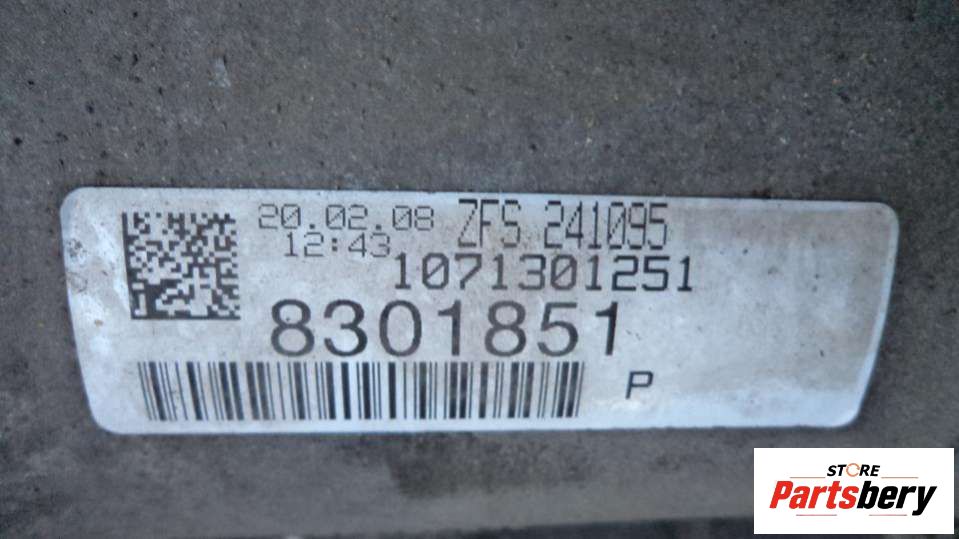 20.02.08 ZFS 241095
12:43
1071301251
8301851
P
STORE
Partsbery